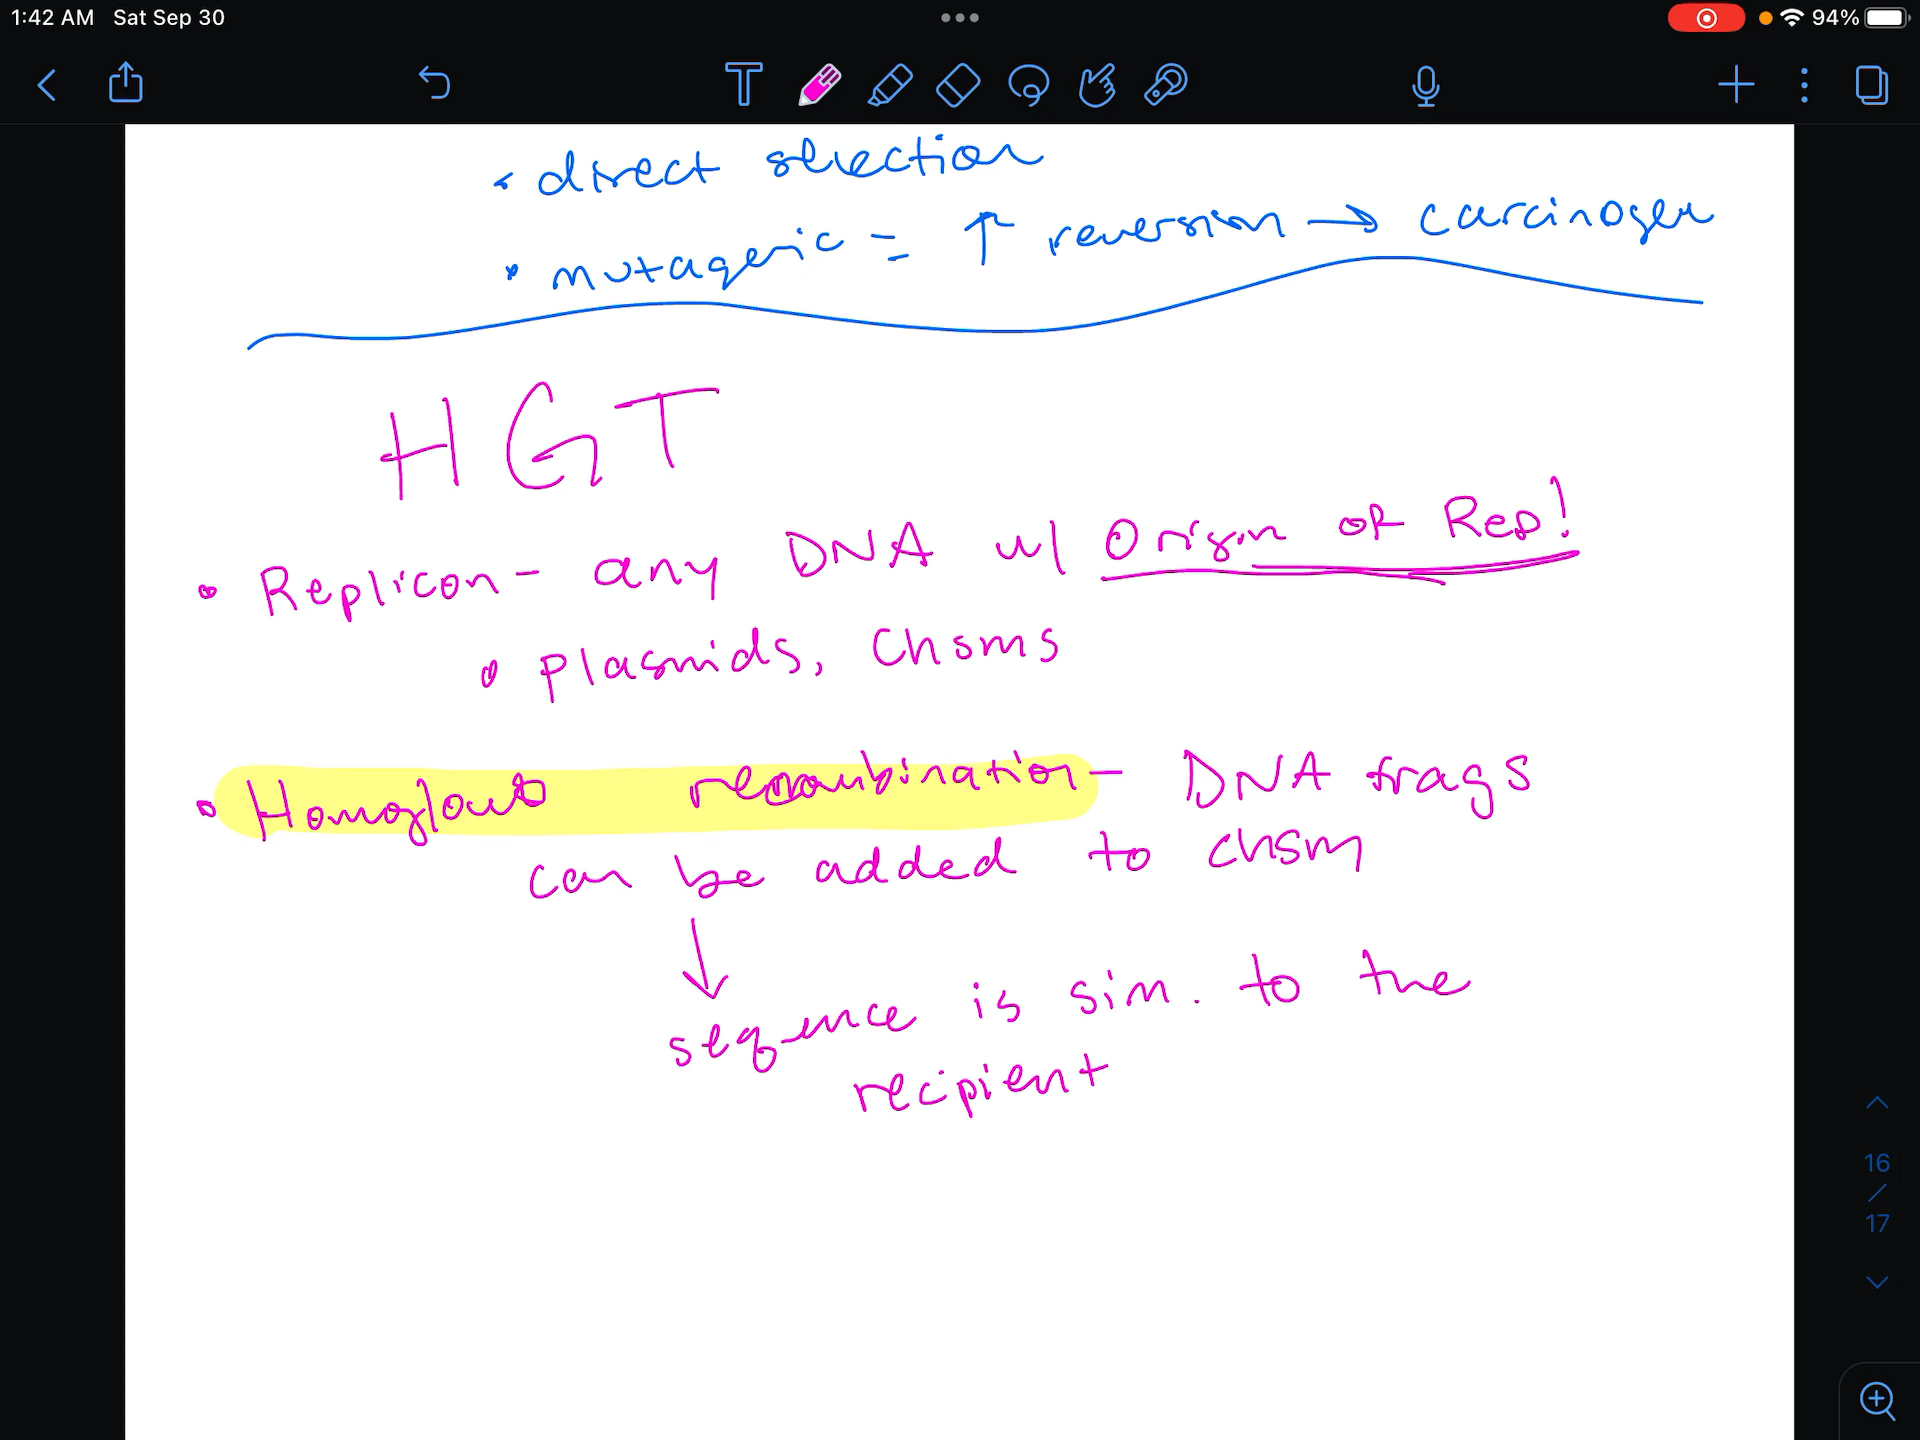 1:42 AM Sat Sep 30
94%
• direct selection
• mutagenic = ↑ reversion → carcinogen
HGT
• Replicon - any DNA w/ Origin of Rep!
• plasmids, Chsms
• Homoglous recombination - DNA frags
can be added to chsm
↓
sequence is sim. to the
recipient
16
/
17